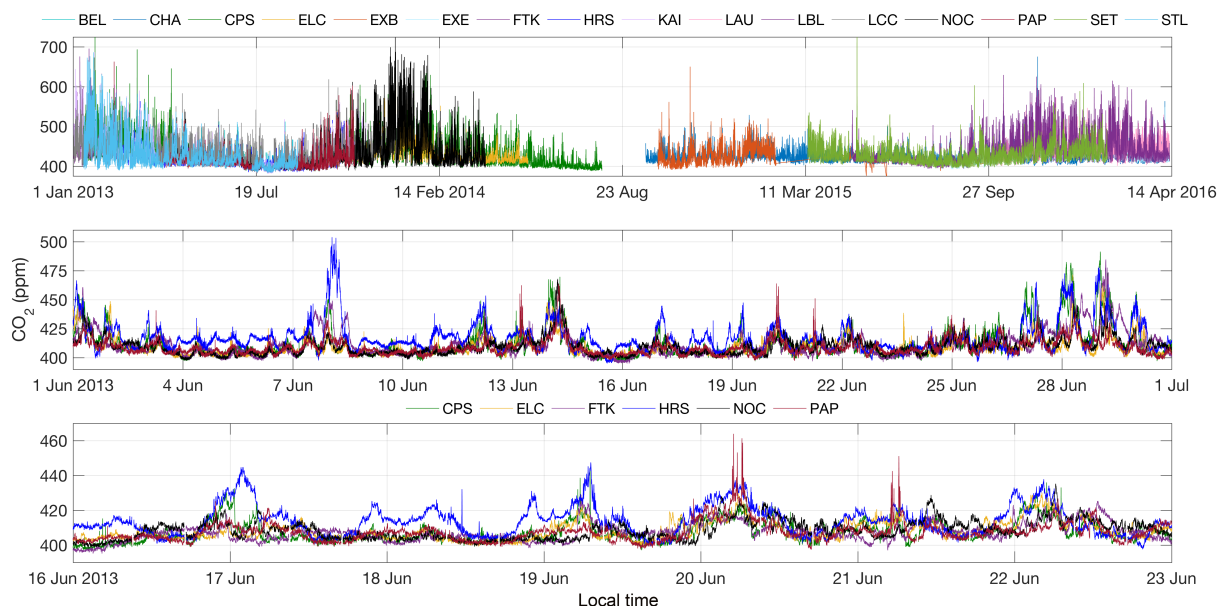 BEL CHA CPS ELC EXB EXE FTK HRS KAI LAU LBL LCC NOC PAP SET STL
700
600
500
400
1 Jan 2013 19 Jul 14 Feb 2014 23 Aug 11 Mar 2015 27 Sep 14 Apr 2016
CO2 (ppm)
500
475
450
425
400
1 Jun 2013 4 Jun 7 Jun 10 Jun 13 Jun 16 Jun 19 Jun 22 Jun 25 Jun 28 Jun 1 Jul
CPS ELC FTK HRS NOC PAP
460
440
420
400
16 Jun 2013 17 Jun 18 Jun 19 Jun 20 Jun 21 Jun 22 Jun 23 Jun
Local time